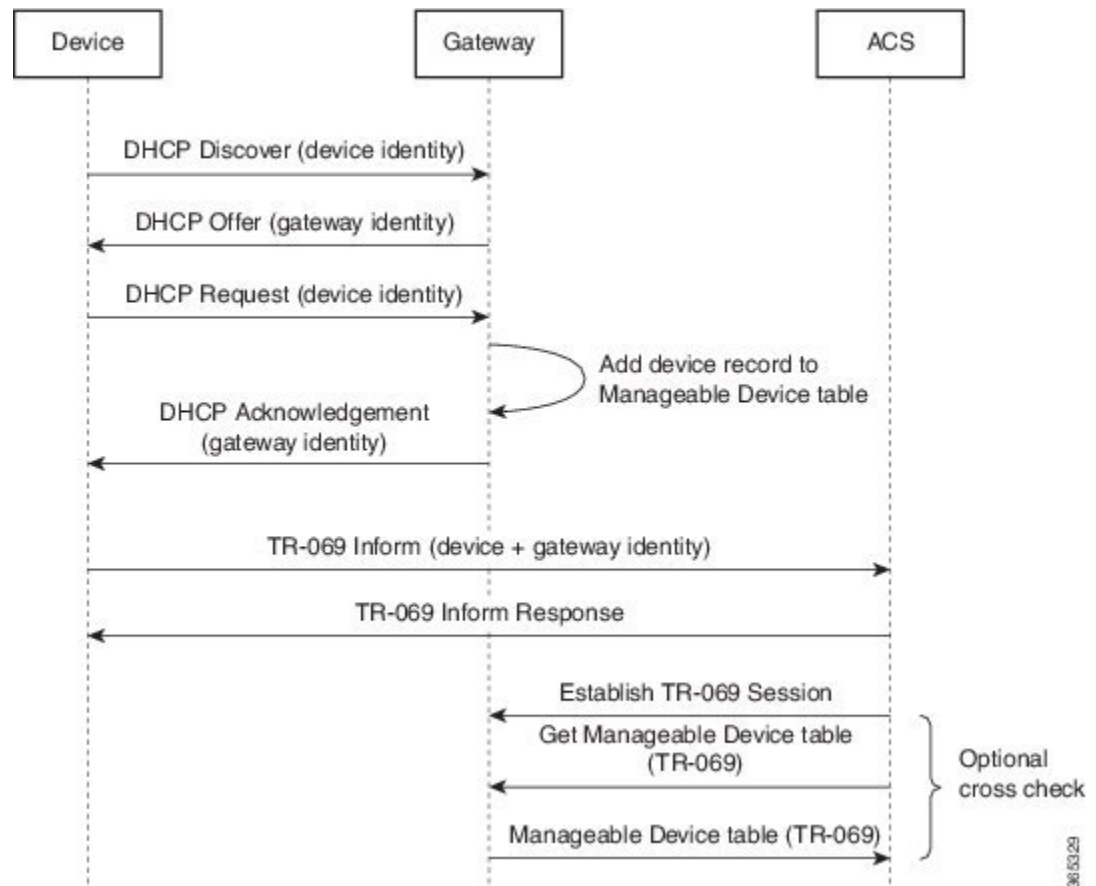 Device
Gateway
ACS
DHCP Discover (device identity)
DHCP Offer (gateway identity)
DHCP Request (device identity)
Add device record to
Manageable Device table
DHCP Acknowledgement
(gateway identity)
TR-069 Inform (device + gateway identity)
TR-069 Inform Response
Establish TR-069 Session
Get Manageable Device table
(TR-069)
Optional
cross check
Manageable Device table (TR-069)
365329